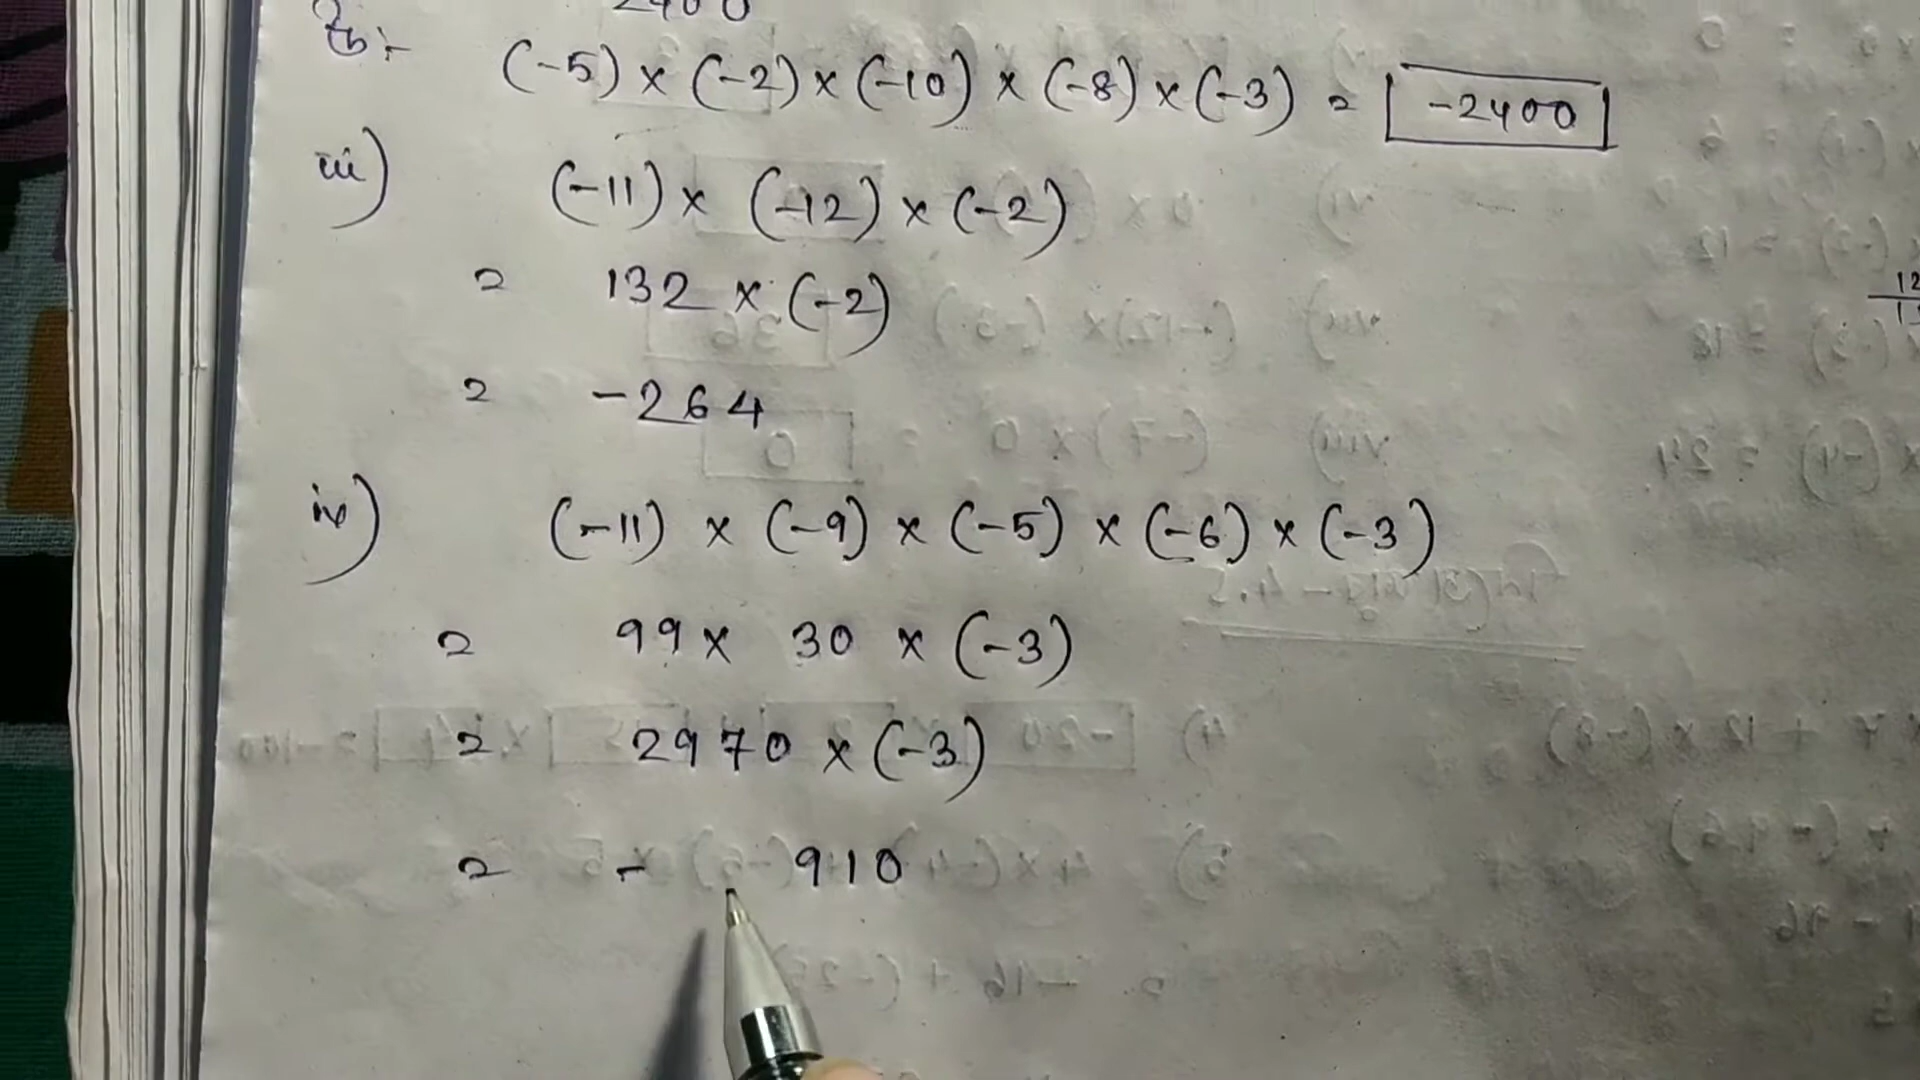 2400
(-5) × (-2) × (-10) × (-8) × (-3) = -2400
iii) (-11) × (-12) × (-2)
= 132 × (-2)
= -264
iv) (-11) × (-9) × (-5) × (-6) × (-3)
= 99 × 30 × (-3)
= 2970 × (-3)
= - 910